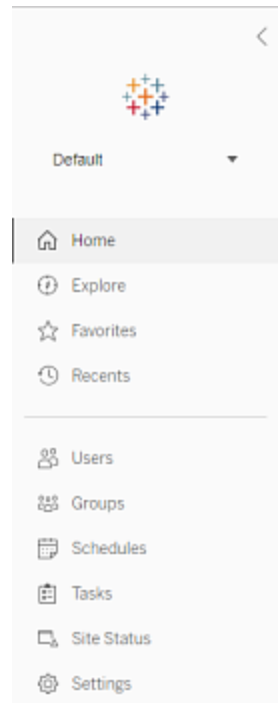 Default
Home
Explore
Favorites
Recents
Users
Groups
Schedules
Tasks
Site Status
Settings